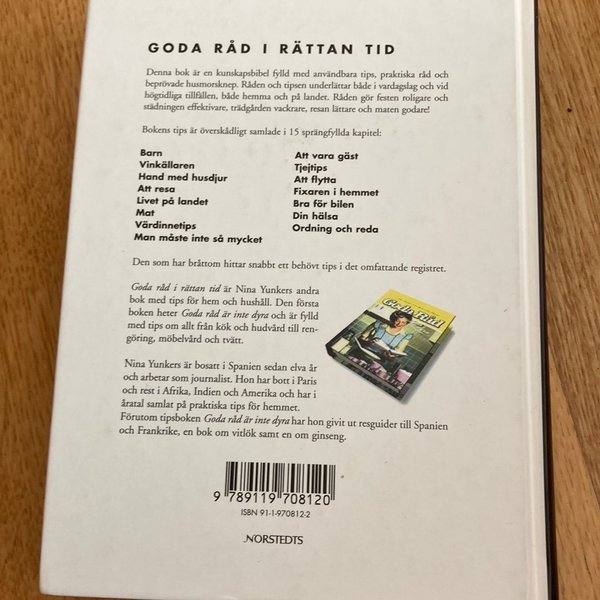 GODA RÅD I RÄTTAN TID
Denna bok är en kunskapsbibel fylld med användbara tips, praktiska råd och
beprövade husmorsknep. Råden och tipsen underlättar både i vardagslag och vid
högtidliga tillfällen, både hemma och på landet. Råden gör festen roligare och
städningen effektivare, trädgården vackrare, resan lättare och maten godare!
Bokens tips är överskådligt samlade i 15 sprängfyllda kapitel:
Barn
Vinkällaren
Hand med husdjur
Att resa
Livet på landet
Mat
Värdinnetips
Man måste inte så mycket
Att vara gäst
Tjejtips
Att flytta
Fixaren i hemmet
Bra för bilen
Din hälsa
Ordning och reda
Den som har bråttom hittar snabbt ett behövt tips i det omfattande registret.
Goda råd i rättan tid är Nina Yunkers andra
bok med tips för hem och hushåll. Den första
boken heter Goda råd är inte dyra och är fylld
med tips om allt från kök och hudvård till ren-
göring, möbelvård och tvätt.
Goda Råd
Nina Yunkers är bosatt i Spanien sedan elva år
och arbetar som journalist. Hon har bott i Paris
och rest i Afrika, Indien och Amerika och har i
åratal samlat på praktiska tips för hemmet.
Förutom tipsboken Goda råd är inte dyra har hon givit ut resguider till Spanien
och Frankrike, en bok om vitlök samt en om ginseng.
9 789119 708120
ISBN 91-1-970812-2
NORSTEDTS